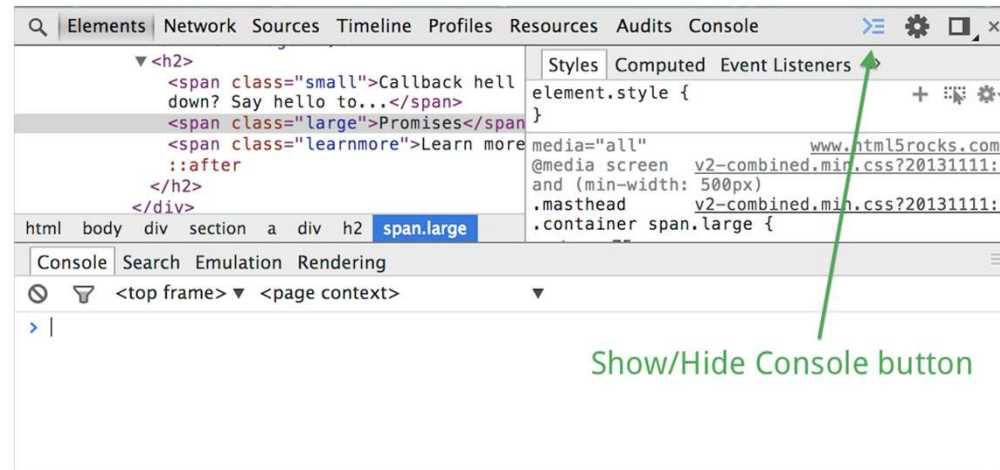 Elements Network Sources Timeline Profiles Resources Audits Console
▼<h2>
<span class="small">Callback hell
down? Say hello to...</span>
<span class="large">Promises</span
<span class="learnmore">Learn more
::after
</h2>
</div>
html body div section a div h2 span.large
Styles Computed Event Listeners
element.style {
}
media="all" www.html5rocks.com
@media screen v2-combined.min.css?20131111:
and (min-width: 500px)
.masthead v2-combined.min.css?20131111:
.container span.large {
Console Search Emulation Rendering
<top frame> ▼ <page context> ▼
>
Show/Hide Console button